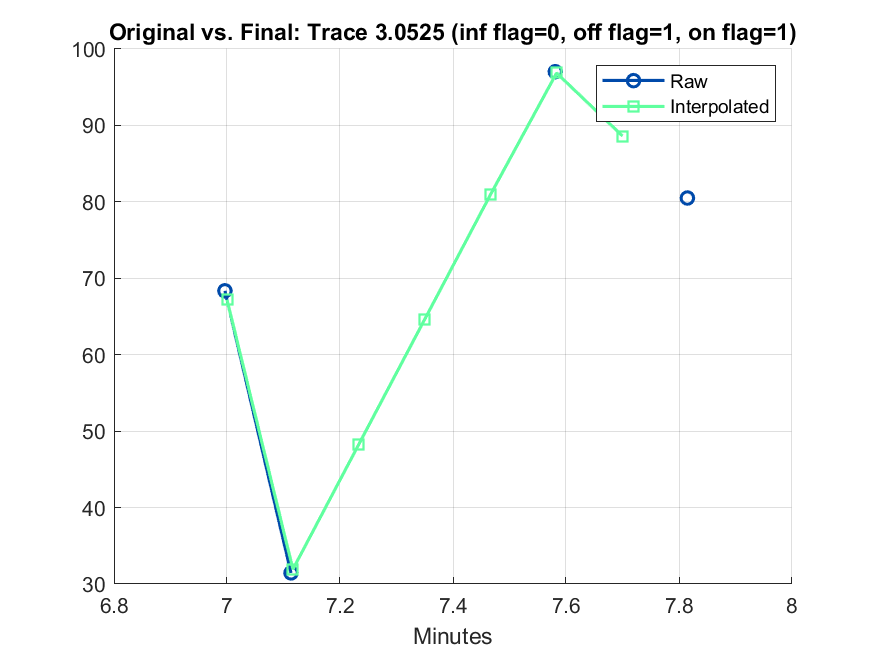 Original vs. Final: Trace 3.0525 (inf flag=0, off flag=1, on flag=1)
100
90
80
70
60
50
40
30
Raw
Interpolated
6.8 7 7.2 7.4 7.6 7.8 8
Minutes